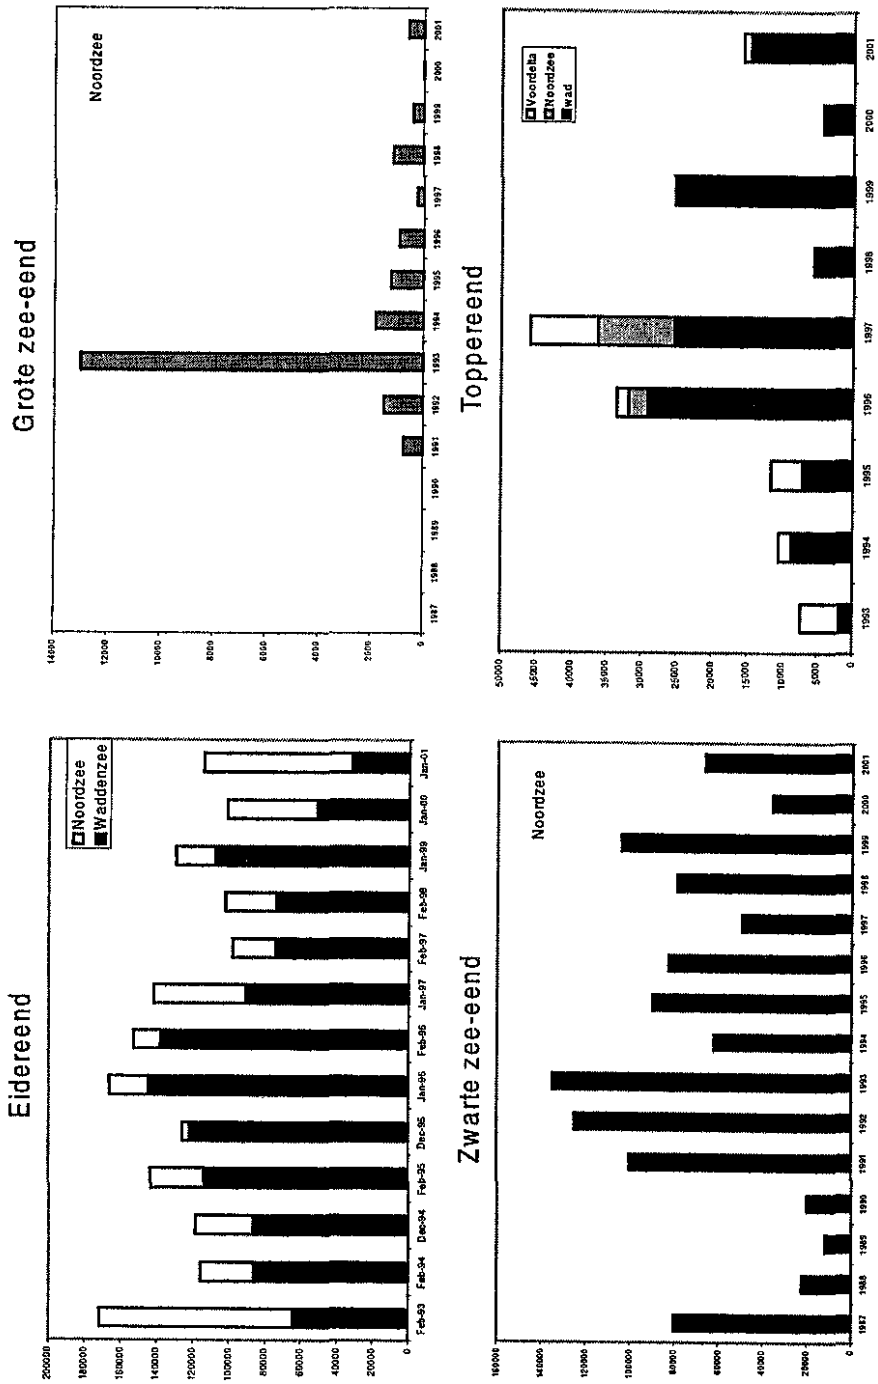 Eidereend
200000
180000
160000
140000
120000
100000
80000
60000
40000
20000
0
Noordzee
Waddenzee
Feb-93 Feb-94 Dec-94 Feb-95 Dec-95 Jan-96 Feb-96 Jan-97 Feb-97 Feb-98 Jan-99 Jan-00 Jan-01
Grote zee-eend
14000
12000
10000
8000
6000
4000
2000
0
Noordzee
1987 1988 1989 1990 1991 1992 1993 1994 1995 1996 1997 1998 1999 2000 2001
Zwarte zee-eend
160000
140000
120000
100000
80000
60000
40000
20000
0
Noordzee
1987 1988 1989 1990 1991 1992 1993 1994 1995 1996 1997 1998 1999 2000 2001
Toppereend
50000
45000
40000
35000
30000
25000
20000
15000
10000
5000
0
Voordelta
Noordzee
wad
1993 1994 1995 1996 1997 1998 1999 2000 2001